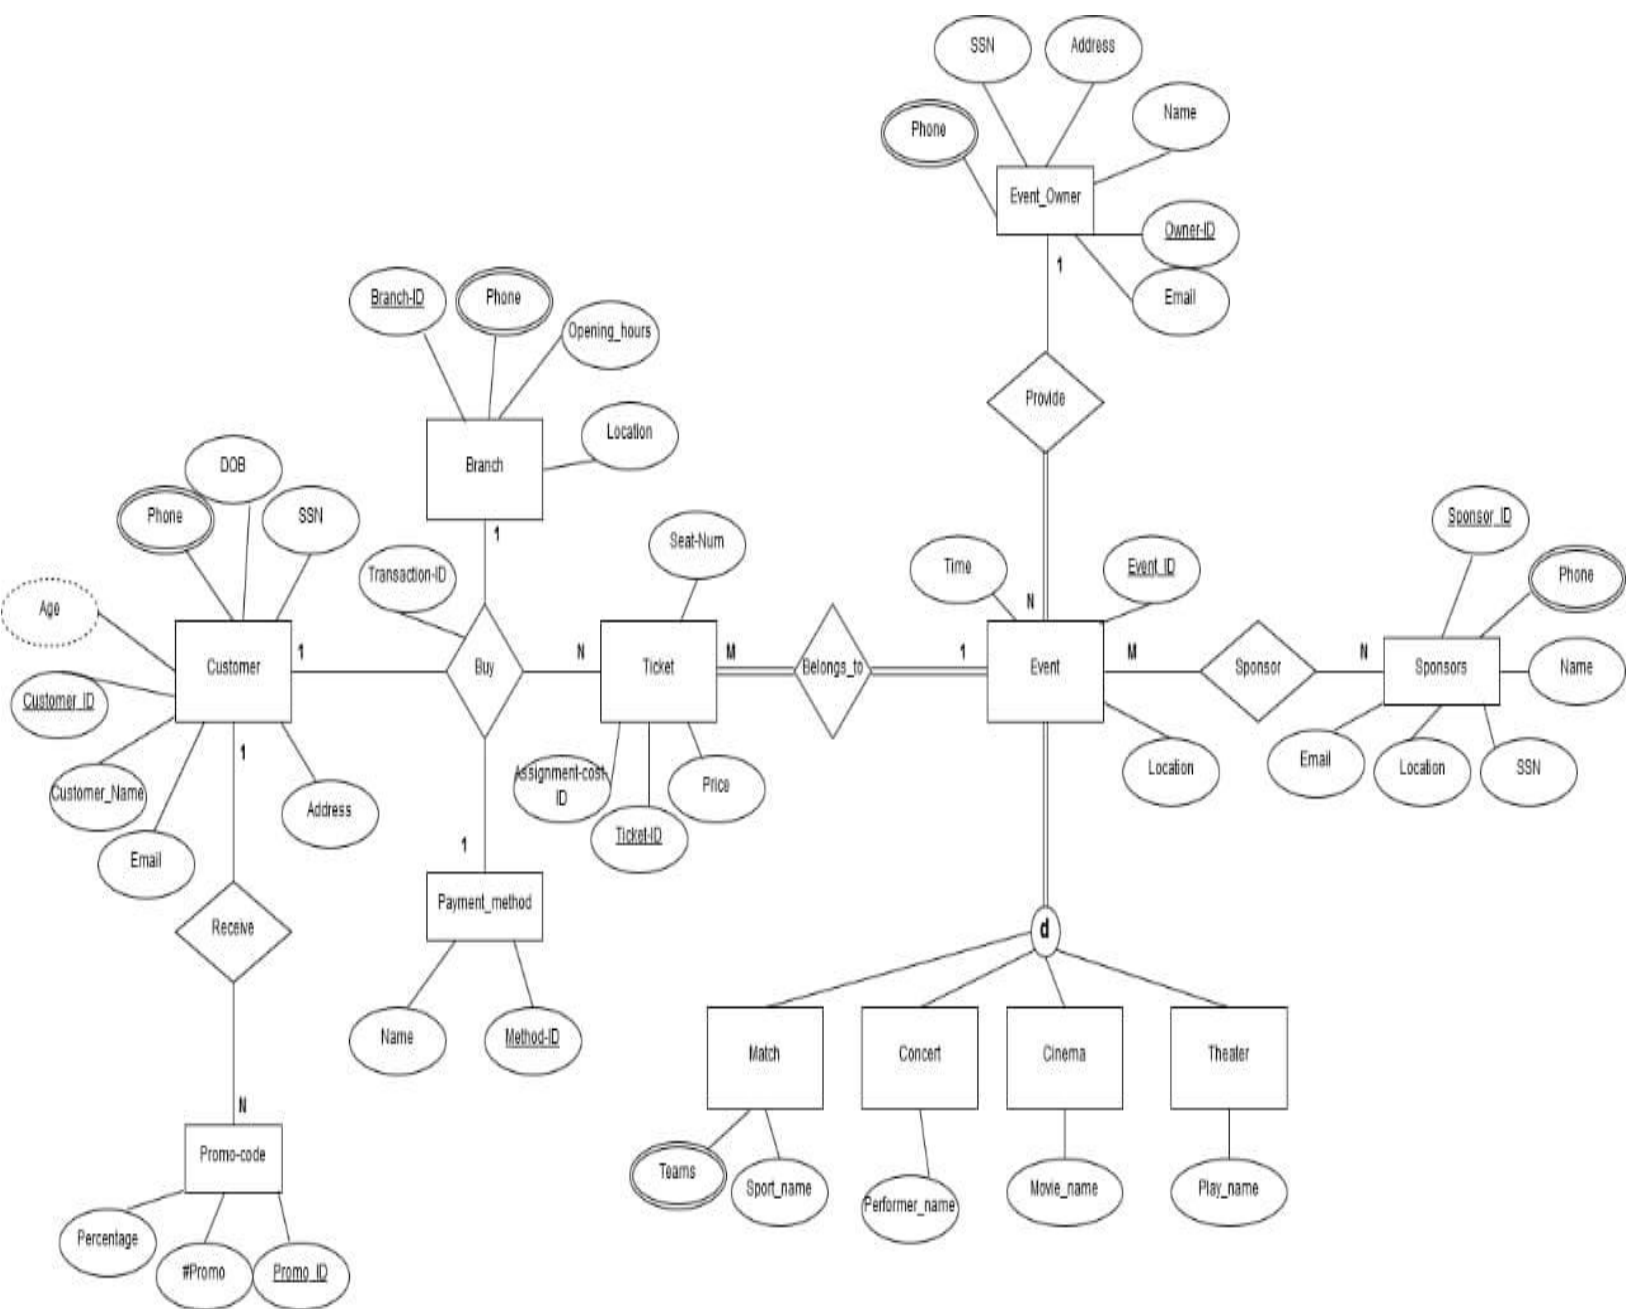 SSN
Address
Name
Phone
Event_Owner
Owner-ID
1
Email
Branch-ID
Phone
Opening_hours
Provide
Location
Branch
DOB
Phone
SSN
Sponsor_ID
1
Seat-Num
Time
Event_ID
Phone
Transaction-ID
N
Age
Customer
1
Buy
N
Ticket
M
Belongs_to
1
Event
M
Sponsor
N
Sponsors
Name
Customer_ID
1
Email
Location
SSN
Location
Assignment-cost-
ID
Price
Customer_Name
Address
Ticket-ID
1
Email
Payment_method
Receive
d
Name
Method-ID
Match
Concert
Cinema
Theater
N
Promo-code
Teams
Sport_name
Performer_name
Movie_name
Play_name
Percentage
#Promo
Promo_ID